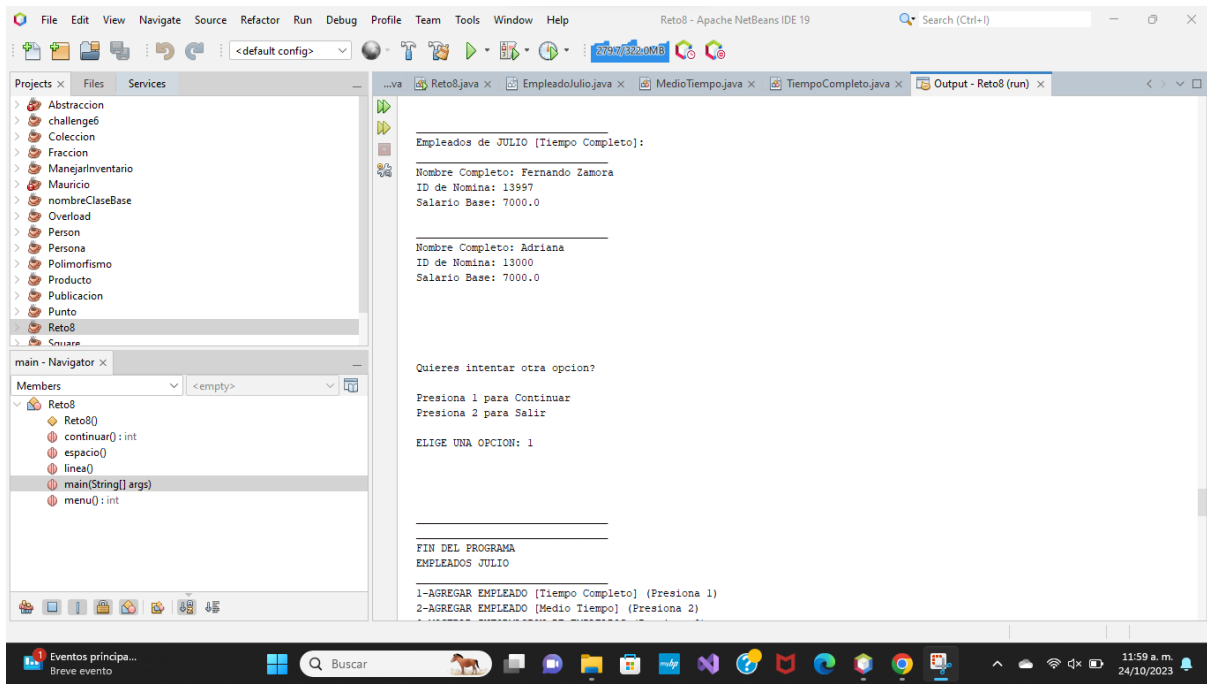 File Edit View Navigate Source Refactor Run Debug Profile Team Tools Window Help
Reto8 - Apache NetBeans IDE 19
Search (Ctrl+I)
<default config>
279.7/322.0MB
Projects Files Services
...va Reto8.java EmpleadoJulio.java MedioTiempo.java TiempoCompleto.java Output - Reto8 (run)
Abstraccion
challenge6
Coleccion
Fraccion
ManejarInventario
Mauricio
nombreClaseBase
Overload
Person
Persona
Polimorfismo
Producto
Publicacion
Punto
Reto8
Square
main - Navigator
Members
<empty>
Reto8
Reto8()
continuar() : int
espacio()
linea()
main(String[] args)
menu() : int
Empleados de JULIO [Tiempo Completo]:
Nombre Completo: Fernando Zamora
ID de Nomina: 13997
Salario Base: 7000.0
Nombre Completo: Adriana
ID de Nomina: 13000
Salario Base: 7000.0
Quieres intentar otra opcion?
Presiona 1 para Continuar
Presiona 2 para Salir
ELIGE UNA OPCION: 1
FIN DEL PROGRAMA
EMPLEADOS JULIO
1-AGREGAR EMPLEADO [Tiempo Completo] (Presiona 1)
2-AGREGAR EMPLEADO [Medio Tiempo] (Presiona 2)
1
Eventos principa...
Breve evento
Buscar
11:59 a. m.
24/10/2023